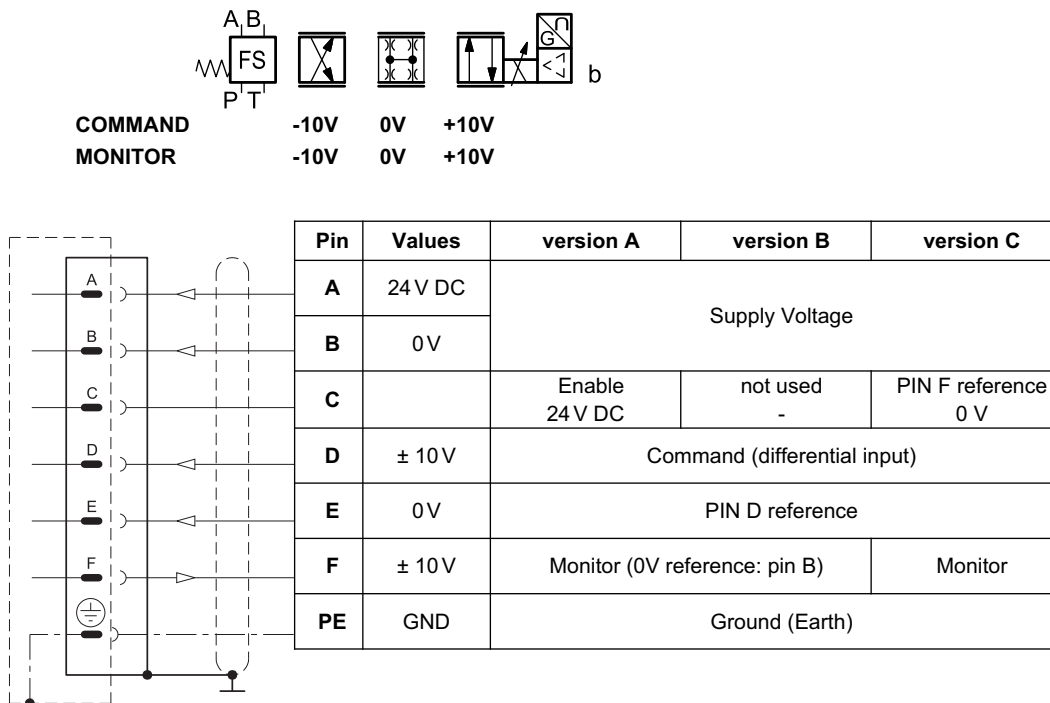 A B
FS
P T
G
b
COMMAND -10V 0V +10V
MONITOR -10V 0V +10V
Pin Values version A version B version C
A 24 V DC Supply Voltage
B 0 V
C Enable 24 V DC not used - PIN F reference 0 V
D ± 10 V Command (differential input)
E 0 V PIN D reference
F ± 10 V Monitor (0V reference: pin B) Monitor
PE GND Ground (Earth)
A
B
C
D
E
F